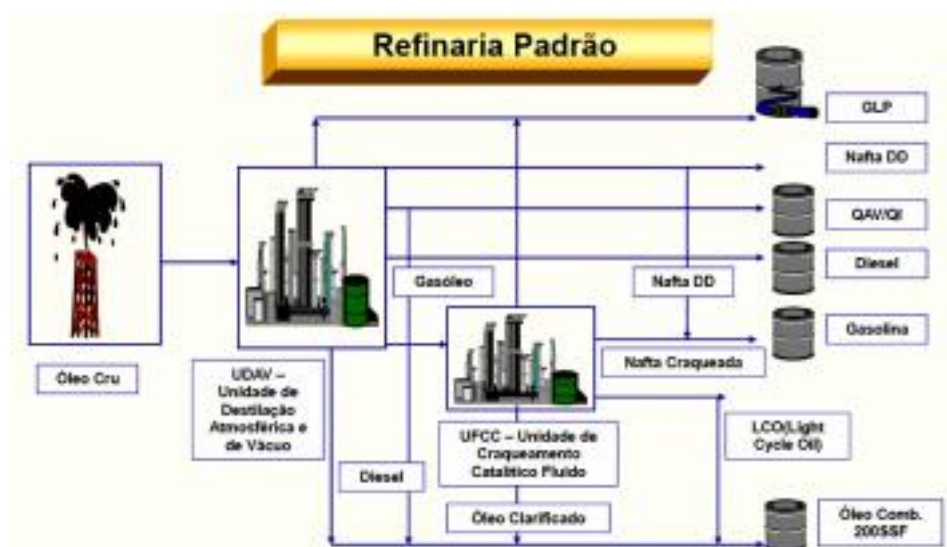 Refinaria Padrão
GLP
Nafta DD
QAV/QI
Diesel
Gasóleo
Nafta DD
Gasolina
Nafta Craqueada
Óleo Cru
UDAV –
Unidade de
Destilação
Atmosférica e
de Vácuo
UFCC – Unidade de
Craqueamento
Catalítico Fluido
LCO(Light
Cycle Oil)
Diesel
Óleo Clarificado
Óleo Comb.
200SSF